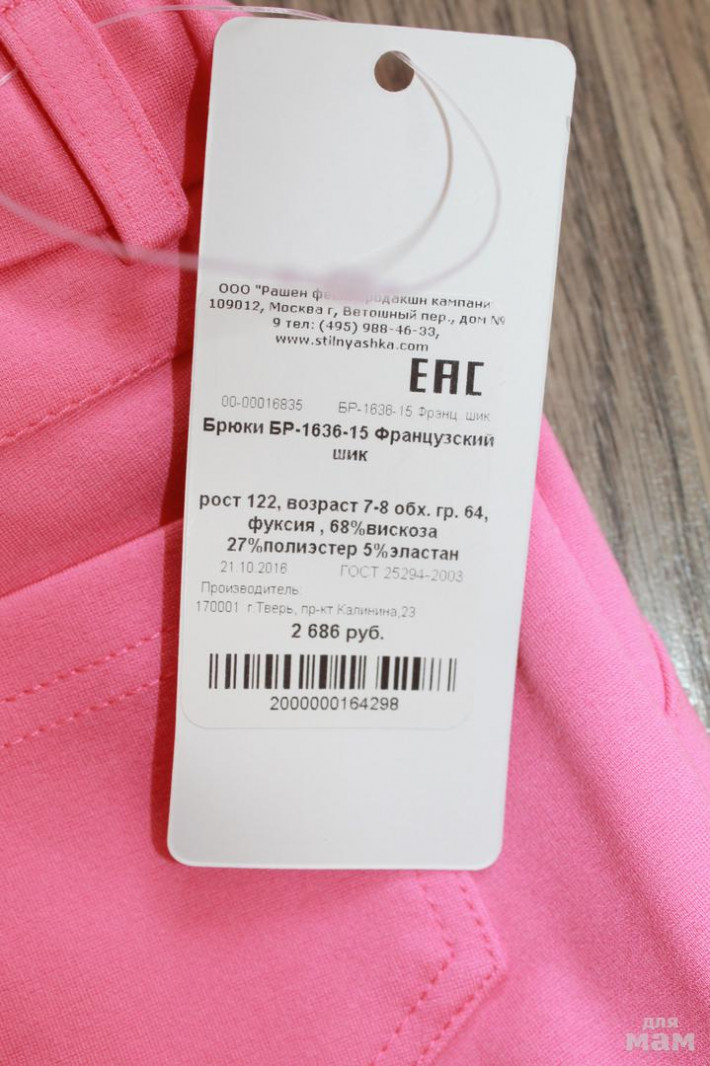 ООО "Рашен кампани
109012, Москва г, Ветошный пер., дом №
9 тел: (495) 988-46-33,
www.stilnyashka.com
EAC
00-00016835 БР-1636-15 Франц. шик
Брюки БР-1636-15 Французский
шик
рост 122, возраст 7-8 обх. гр. 64,
фуксия , 68%вискоза
27%полиэстер 5%эластан
21.10.2016 ГОСТ 25294-2003
Производитель:
170001 г.Тверь, пр-кт Калинина,23
2 686 руб.
2000000164298
для
мам